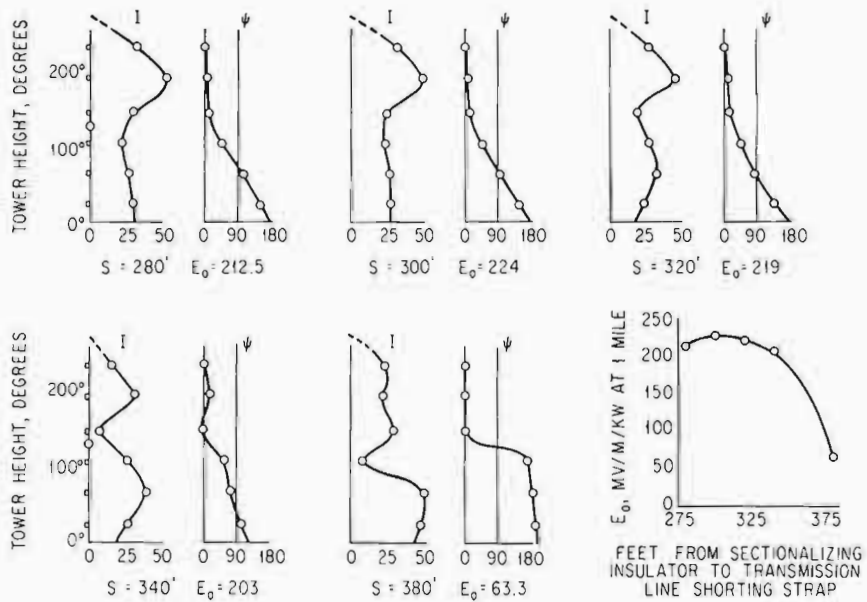 I ψ I ψ I ψ
TOWER HEIGHT, DEGREES
200°
100°
0°
0 25 50 0 90 180 0 25 50 0 90 180 0 25 50 0 90 180
S = 280' E₀ = 212.5 S = 300' E₀ = 224 S = 320' E₀ = 219
I ψ I ψ
TOWER HEIGHT, DEGREES
200°
100°
0°
0 25 50 0 90 180 0 25 50 0 90 180
S = 340' E₀ = 203 S = 380' E₀ = 63.3
E₀, MV/M/KW AT 1 MILE
250
200
150
100
50
0
275 325 375
FEET FROM SECTIONALIZING
INSULATOR TO TRANSMISSION
LINE SHORTING STRAP